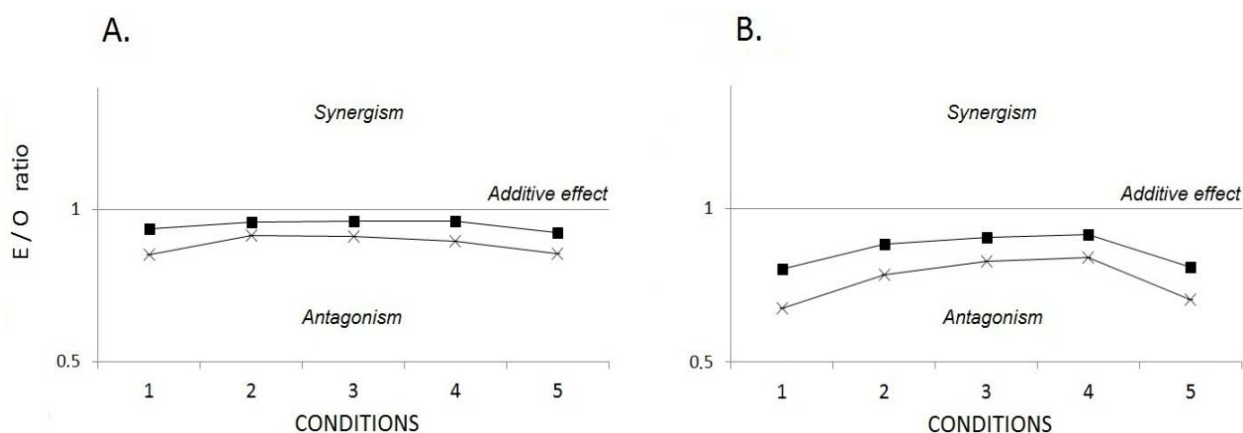 A.
Synergism
Additive effect
1
E / O ratio
Antagonism
0.5
1 2 3 4 5
CONDITIONS
B.
Synergism
Additive effect
1
Antagonism
0,5
1 2 3 4 5
CONDITIONS